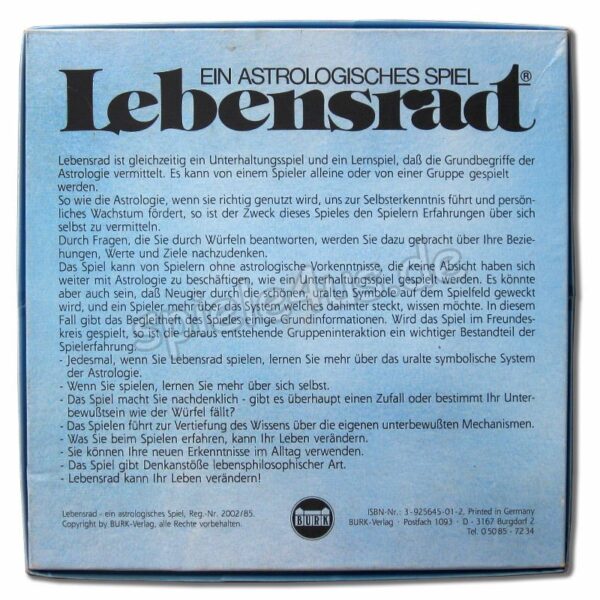 EIN ASTROLOGISCHES SPIEL
Lebensrad®
Lebensrad ist gleichzeitig ein Unterhaltungsspiel und ein Lernspiel, daß die Grundbegriffe der
Astrologie vermittelt. Es kann von einem Spieler alleine oder von einer Gruppe gespielt
werden.
So wie die Astrologie, wenn sie richtig genutzt wird, uns zur Selbsterkenntnis führt und persön-
liches Wachstum fördert, so ist der Zweck dieses Spieles den Spielern Erfahrungen über sich
selbst zu vermitteln.
Durch Fragen, die Sie durch Würfeln beantworten, werden Sie dazu gebracht über Ihre Bezie-
hungen, Werte und Ziele nachzudenken.
Das Spiel kann von Spielern ohne astrologische Vorkenntnisse, die keine Absicht haben sich
weiter mit Astrologie zu beschäftigen, wie ein Gesellschaftsspiel gespielt werden. Es könnte
aber auch sein, daß Neugier durch die astrologischen Symbole auf dem Spielfeld geweckt
wird, und ein Spieler mehr über das System, welches dahinter steckt, wissen möchte. In diesem
Fall gibt das Begleitheft über jedes Zeichen eine Grundinformation. Wird das Spiel im Freundes-
kreis gespielt, so ist die daraus entstehende Gruppeninteraktion ein wichtiger Bestandteil der
Spielerfahrung.
- Jedesmal, wenn Sie Lebensrad spielen, lernen Sie mehr über das uralte symbolische System
der Astrologie.
- Wenn Sie spielen, lernen Sie mehr über sich selbst.
- Das Spiel macht Sie nachdenklich - gibt es überhaupt einen Zufall oder bestimmt Ihr Unter-
bewußtsein wie der Würfel fällt?
- Das Spielen führt zur Vertiefung des Wissens über die eigenen unterbewußten Mechanismen.
- Was Sie beim Spielen erfahren, kann Ihr Leben verändern.
- Sie können Ihre neuen Erkenntnisse im Alltag verwenden.
- Das Spiel gibt Denkanstöße lebensphilosophischer Art.
- Lebensrad kann Ihr Leben verändern!
spiele4us.de
Lebensrad - ein astrologisches Spiel, Reg.-Nr. 2002/85.
Copyright by BURK-Verlag, alle Rechte vorbehalten.
BURK
ISBN-Nr.: 3-925645-01-2, Printed in Germany
BURK-Verlag · Postfach 1093 · D - 3167 Burgdorf 2
Tel. 0 50 85 - 72 34